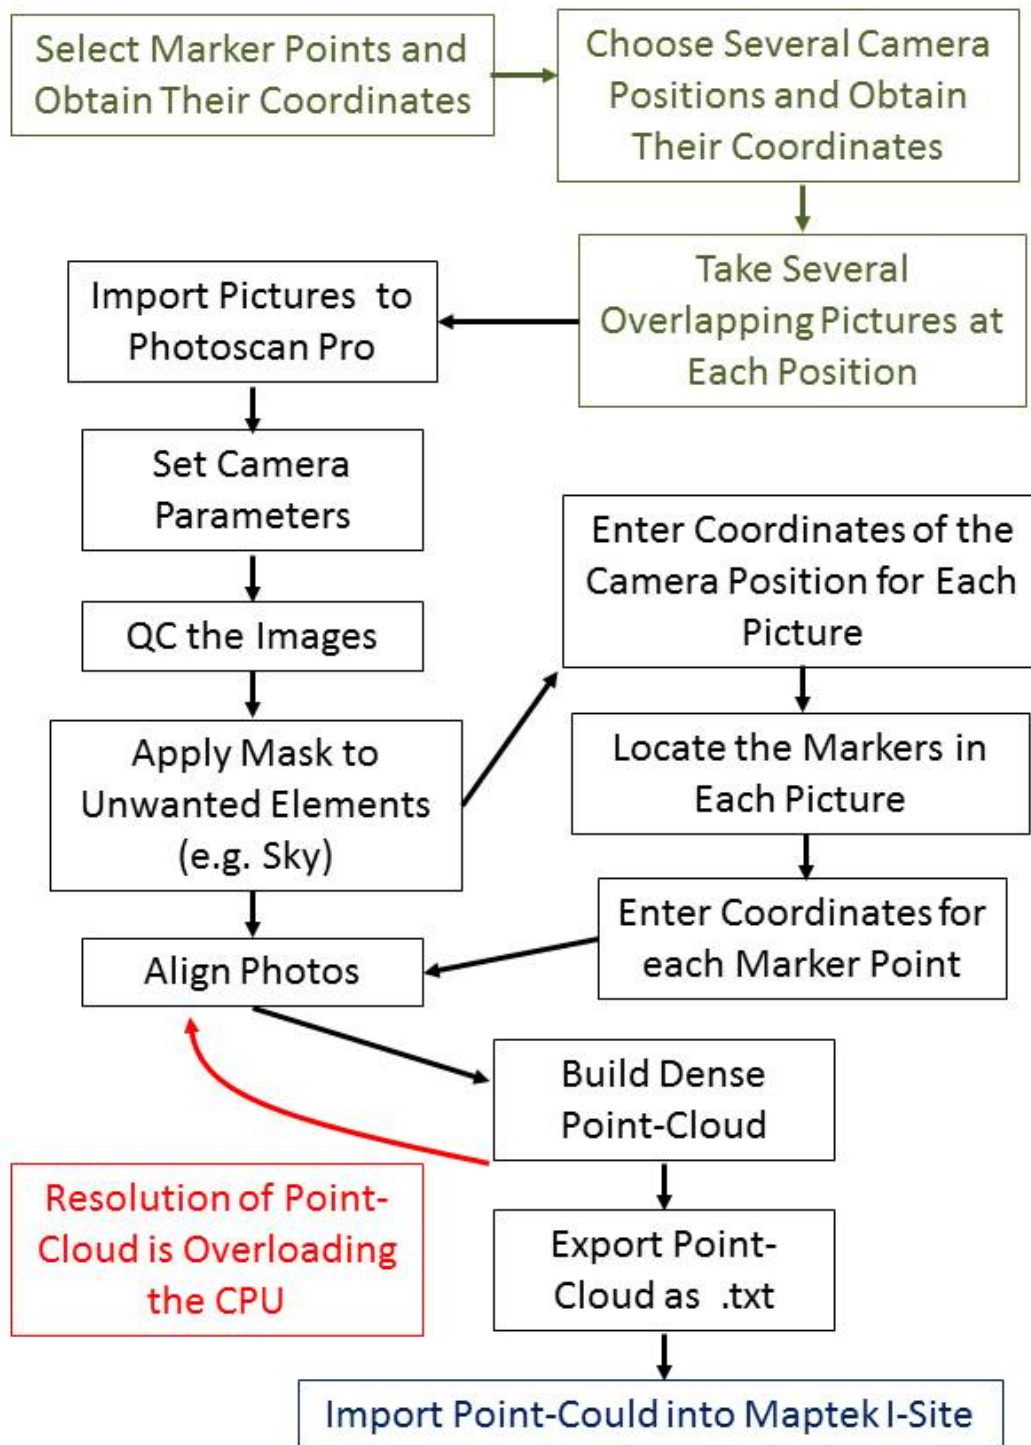 Select Marker Points and
Obtain Their Coordinates
Choose Several Camera
Positions and Obtain
Their Coordinates
Take Several
Overlapping Pictures at
Each Position
Import Pictures to
Photoscan Pro
Set Camera
Parameters
QC the Images
Apply Mask to
Unwanted Elements
(e.g. Sky)
Enter Coordinates of the
Camera Position for Each
Picture
Locate the Markers in
Each Picture
Enter Coordinates for
each Marker Point
Align Photos
Build Dense
Point-Cloud
Resolution of Point-
Cloud is Overloading
the CPU
Export Point-
Cloud as .txt
Import Point-Could into Maptek I-Site